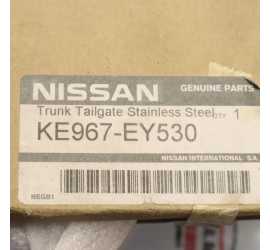 NISSAN GENUINE PARTS
Trunk Tailgate Stainless Steel QTY 1
KE967-EY530
NISSAN INTERNATIONAL S.A.